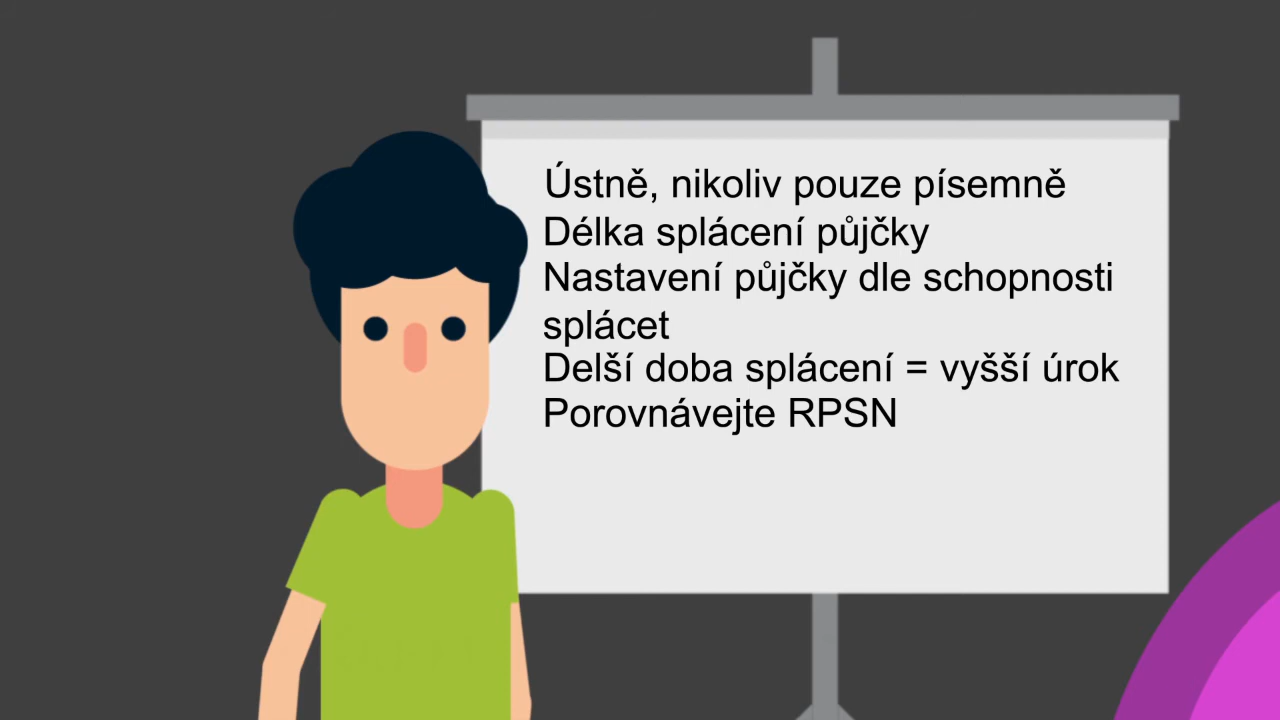 Ústně, nikoliv pouze písemně
Délka splácení půjčky
Nastavení půjčky dle schopnosti
splácet
Delší doba splácení = vyšší úrok
Porovnávejte RPSN